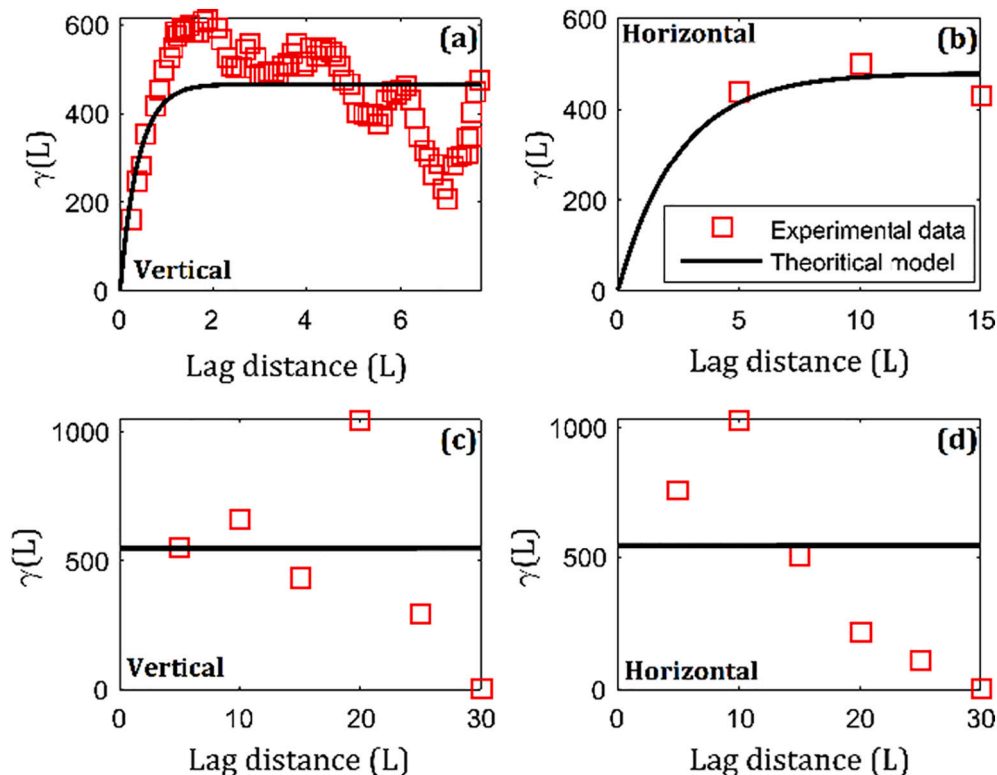 600
400
200
0
γ(L)
(a)
Vertical
0 2 4 6
Lag distance (L)
600
400
200
0
γ(L)
Horizontal
(b)
Experimental data
Theoritical model
0 5 10 15
Lag distance (L)
1000
500
0
γ(L)
(c)
Vertical
0 10 20 30
Lag distance (L)
1000
500
0
γ(L)
(d)
Horizontal
0 10 20 30
Lag distance (L)